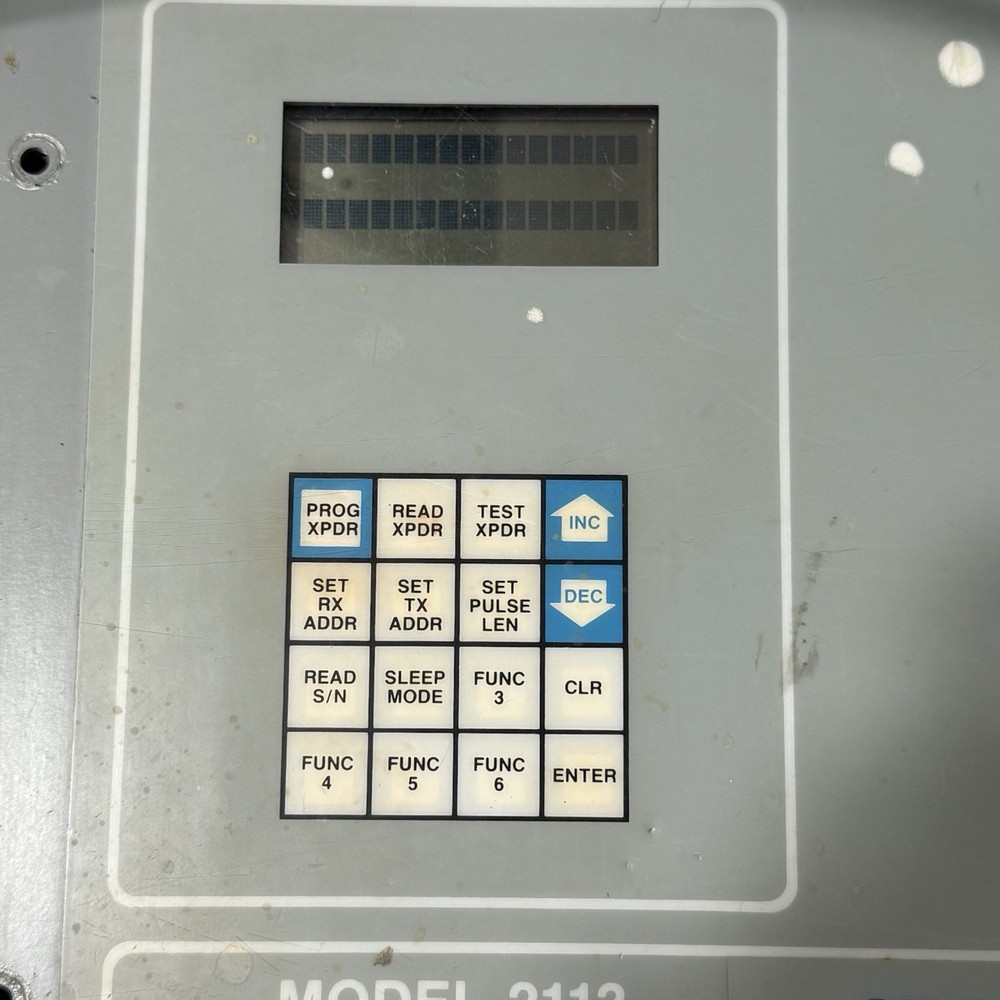 PROG
XPDR
READ
XPDR
TEST
XPDR
INC
SET
RX
ADDR
SET
TX
ADDR
SET
PULSE
LEN
DEC
READ
S/N
SLEEP
MODE
FUNC
3
CLR
FUNC
4
FUNC
5
FUNC
6
ENTER
MODEL